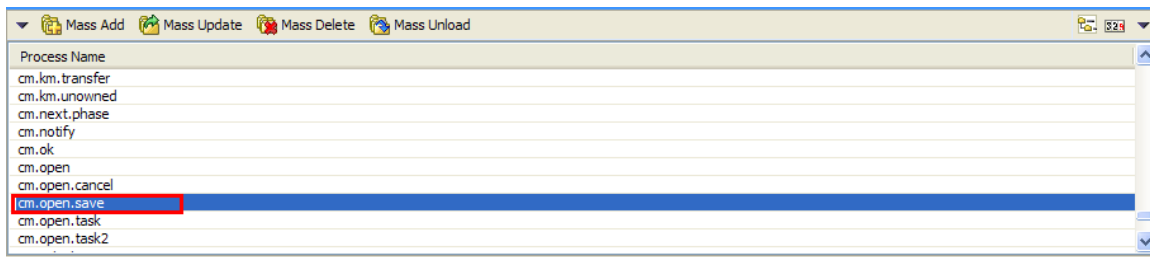 Mass Add Mass Update Mass Delete Mass Unload
Process Name
cm.km.transfer
cm.km.unowned
cm.next.phase
cm.notify
cm.ok
cm.open
cm.open.cancel
cm.open.save
cm.open.task
cm.open.task2